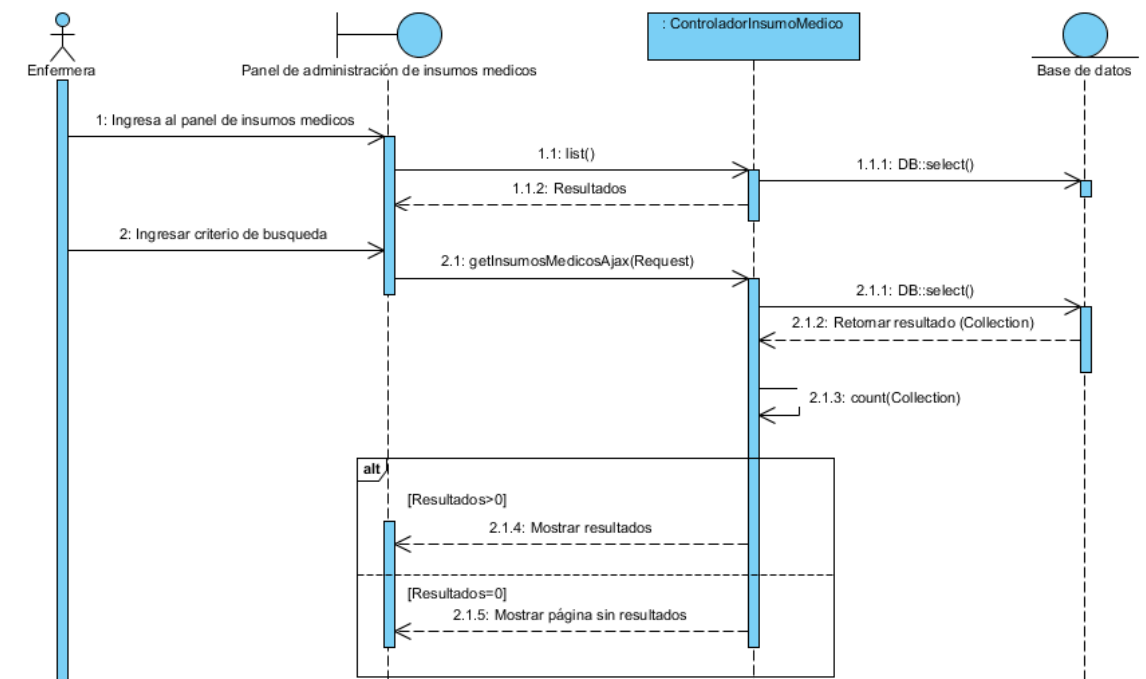 : ControladorInsumoMedico
Enfermera
Panel de administración de insumos medicos
Base de datos
1: Ingresa al panel de insumos medicos
1.1: list()
1.1.1: DB::select()
1.1.2: Resultados
2: Ingresar criterio de busqueda
2.1: getInsumosMedicosAjax(Request)
2.1.1: DB::select()
2.1.2: Retornar resultado (Collection)
2.1.3: count(Collection)
alt
[Resultados>0]
2.1.4: Mostrar resultados
[Resultados=0]
2.1.5: Mostrar página sin resultados